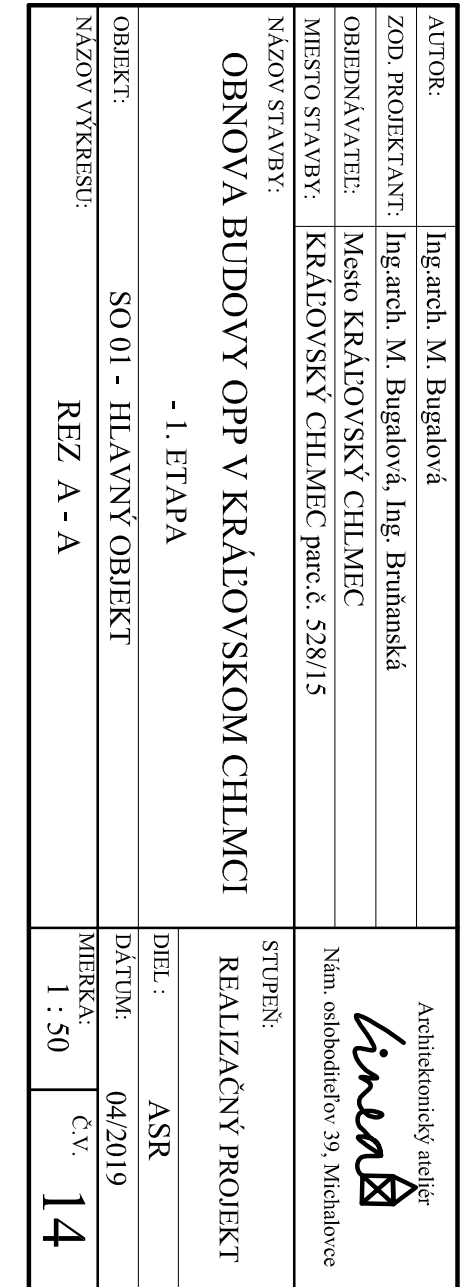 AUTOR: Ing.arch. M. Bugalová
ZOD. PROJEKTANT: Ing.arch. M. Bugalová, Ing. Bruňanská
OBJEDNÁVATEĽ: Mesto KRÁĽOVSKÝ CHLMEC
MIESTO STAVBY: KRÁĽOVSKÝ CHLMEC parc.č. 528/15
Architektonický ateliér
Linea
Nám. osloboditeľov 39, Michalovce
NÁZOV STAVBY:
OBNOVA BUDOVY OPP V KRÁĽOVSKOM CHLMCI
- 1. ETAPA
STUPEŇ:
REALIZAČNÝ PROJEKT
DIEL : ASR
OBJEKT: SO 01 - HLAVNÝ OBJEKT
DÁTUM: 04/2019
NÁZOV VÝKRESU: REZ A - A
MIERKA: 1 : 50
Č.V. 14